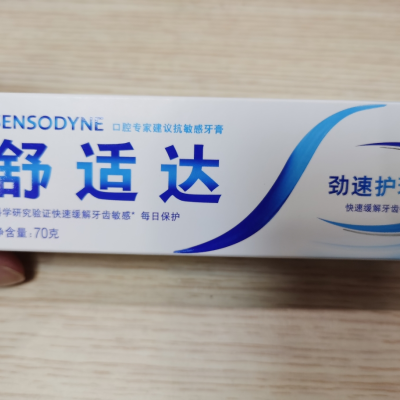 SENSODYNE 口腔专家建议抗敏感牙膏
舒适达
科学研究验证快速缓解牙齿敏感* 每日保护
净含量:70克
劲速护
快速缓解牙齿